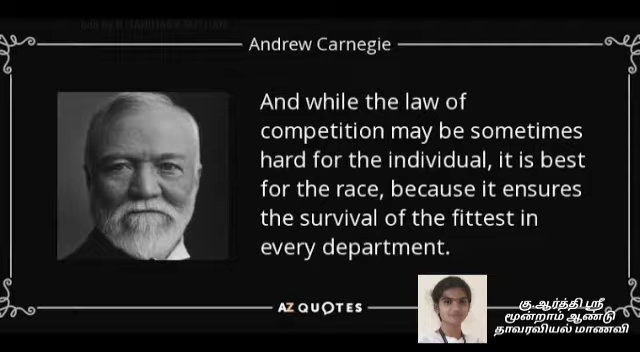 Andrew Carnegie
And while the law of
competition may be sometimes
hard for the individual, it is best
for the race, because it ensures
the survival of the fittest in
every department.
AZ QUOTES
கு.ஆர்த்தி ஸ்ரீ
மூன்றாம் ஆண்டு
தாவரவியல் மாணவி